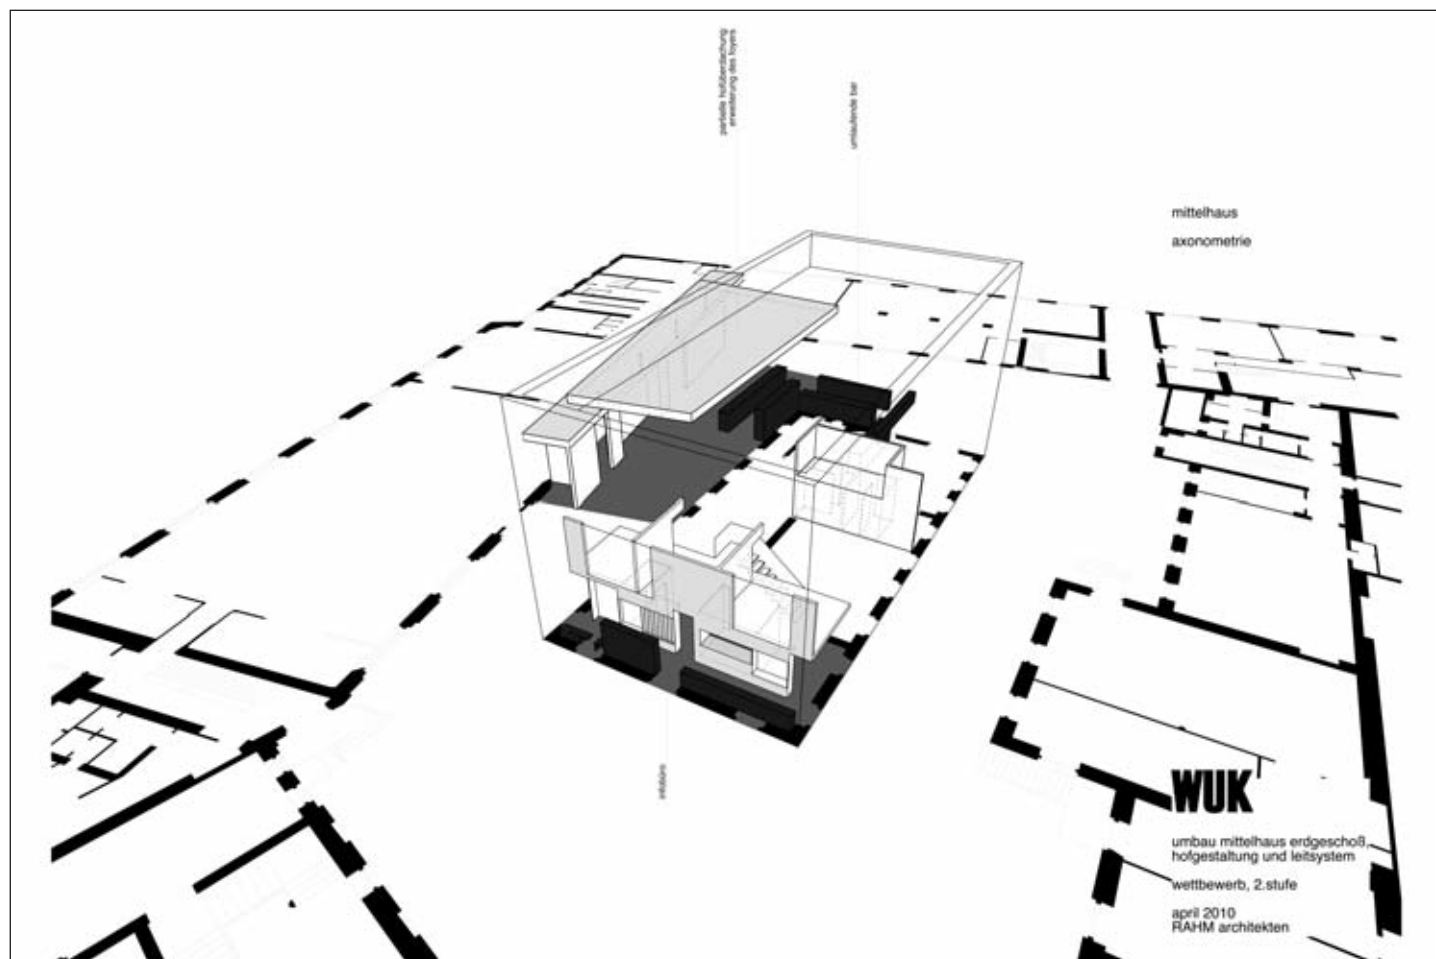 partielle hofüberdachung
erweiterung des foyers
umlaufende bar
mittelhaus
axonometrie
infobüro
WUK
umbau mittelhaus erdgeschoß,
hofgestaltung und leitsystem
wettbewerb, 2.stufe
april 2010
RAHM architekten